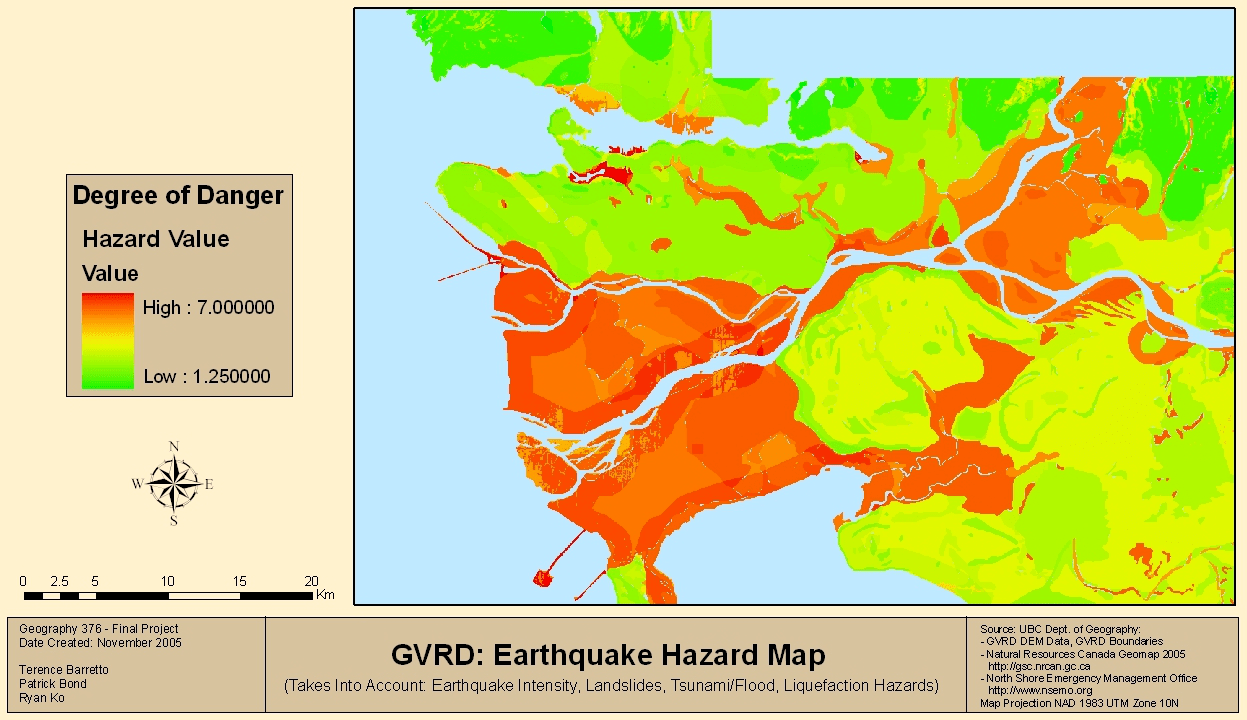 Degree of Danger
Hazard Value
Value
High : 7.000000
Low : 1.250000
N
W E
S
0 2.5 5 10 15 20
Km
Geography 376 - Final Project
Date Created: November 2005
Terence Barretto
Patrick Bond
Ryan Ko
GVRD: Earthquake Hazard Map
(Takes Into Account: Earthquake Intensity, Landslides, Tsunami/Flood, Liquefaction Hazards)
Source: UBC Dept. of Geography:
- GVRD DEM Data, GVRD Boundaries
- Natural Resources Canada Geomap 2005
http://gsc.nrcan.gc.ca
- North Shore Emergency Management Office
http://www.nsemo.org
Map Projection NAD 1983 UTM Zone 10N